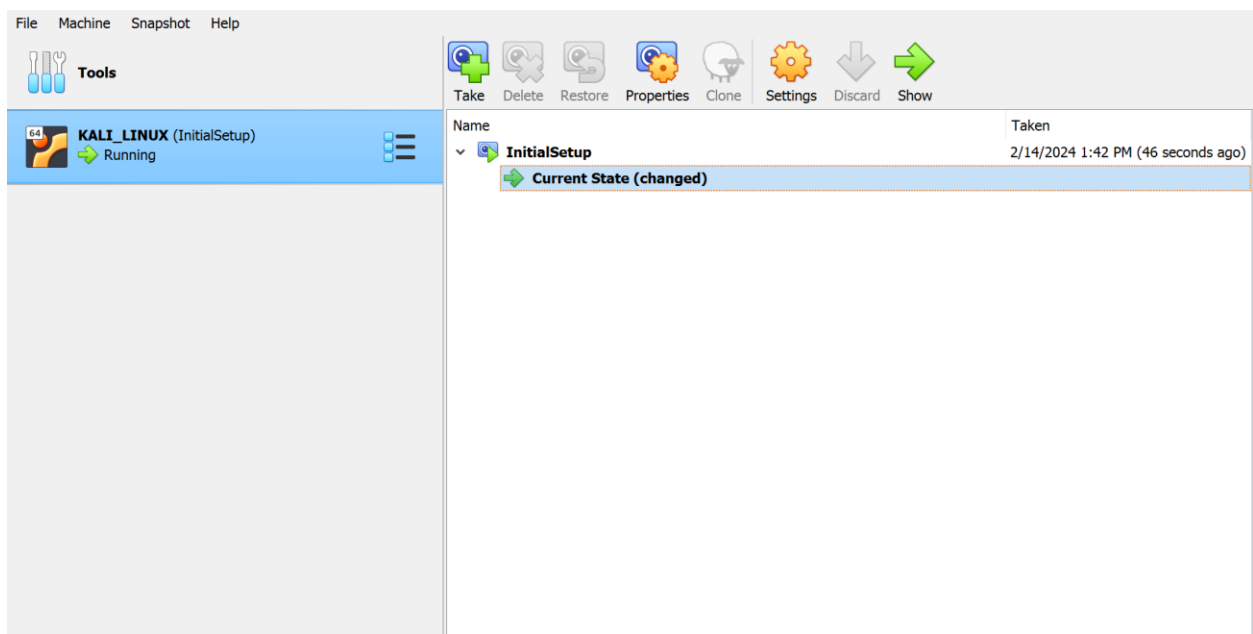 File Machine Snapshot Help
Tools
64
KALI_LINUX (InitialSetup)
Running
Take Delete Restore Properties Clone Settings Discard Show
Name Taken
InitialSetup 2/14/2024 1:42 PM (46 seconds ago)
Current State (changed)